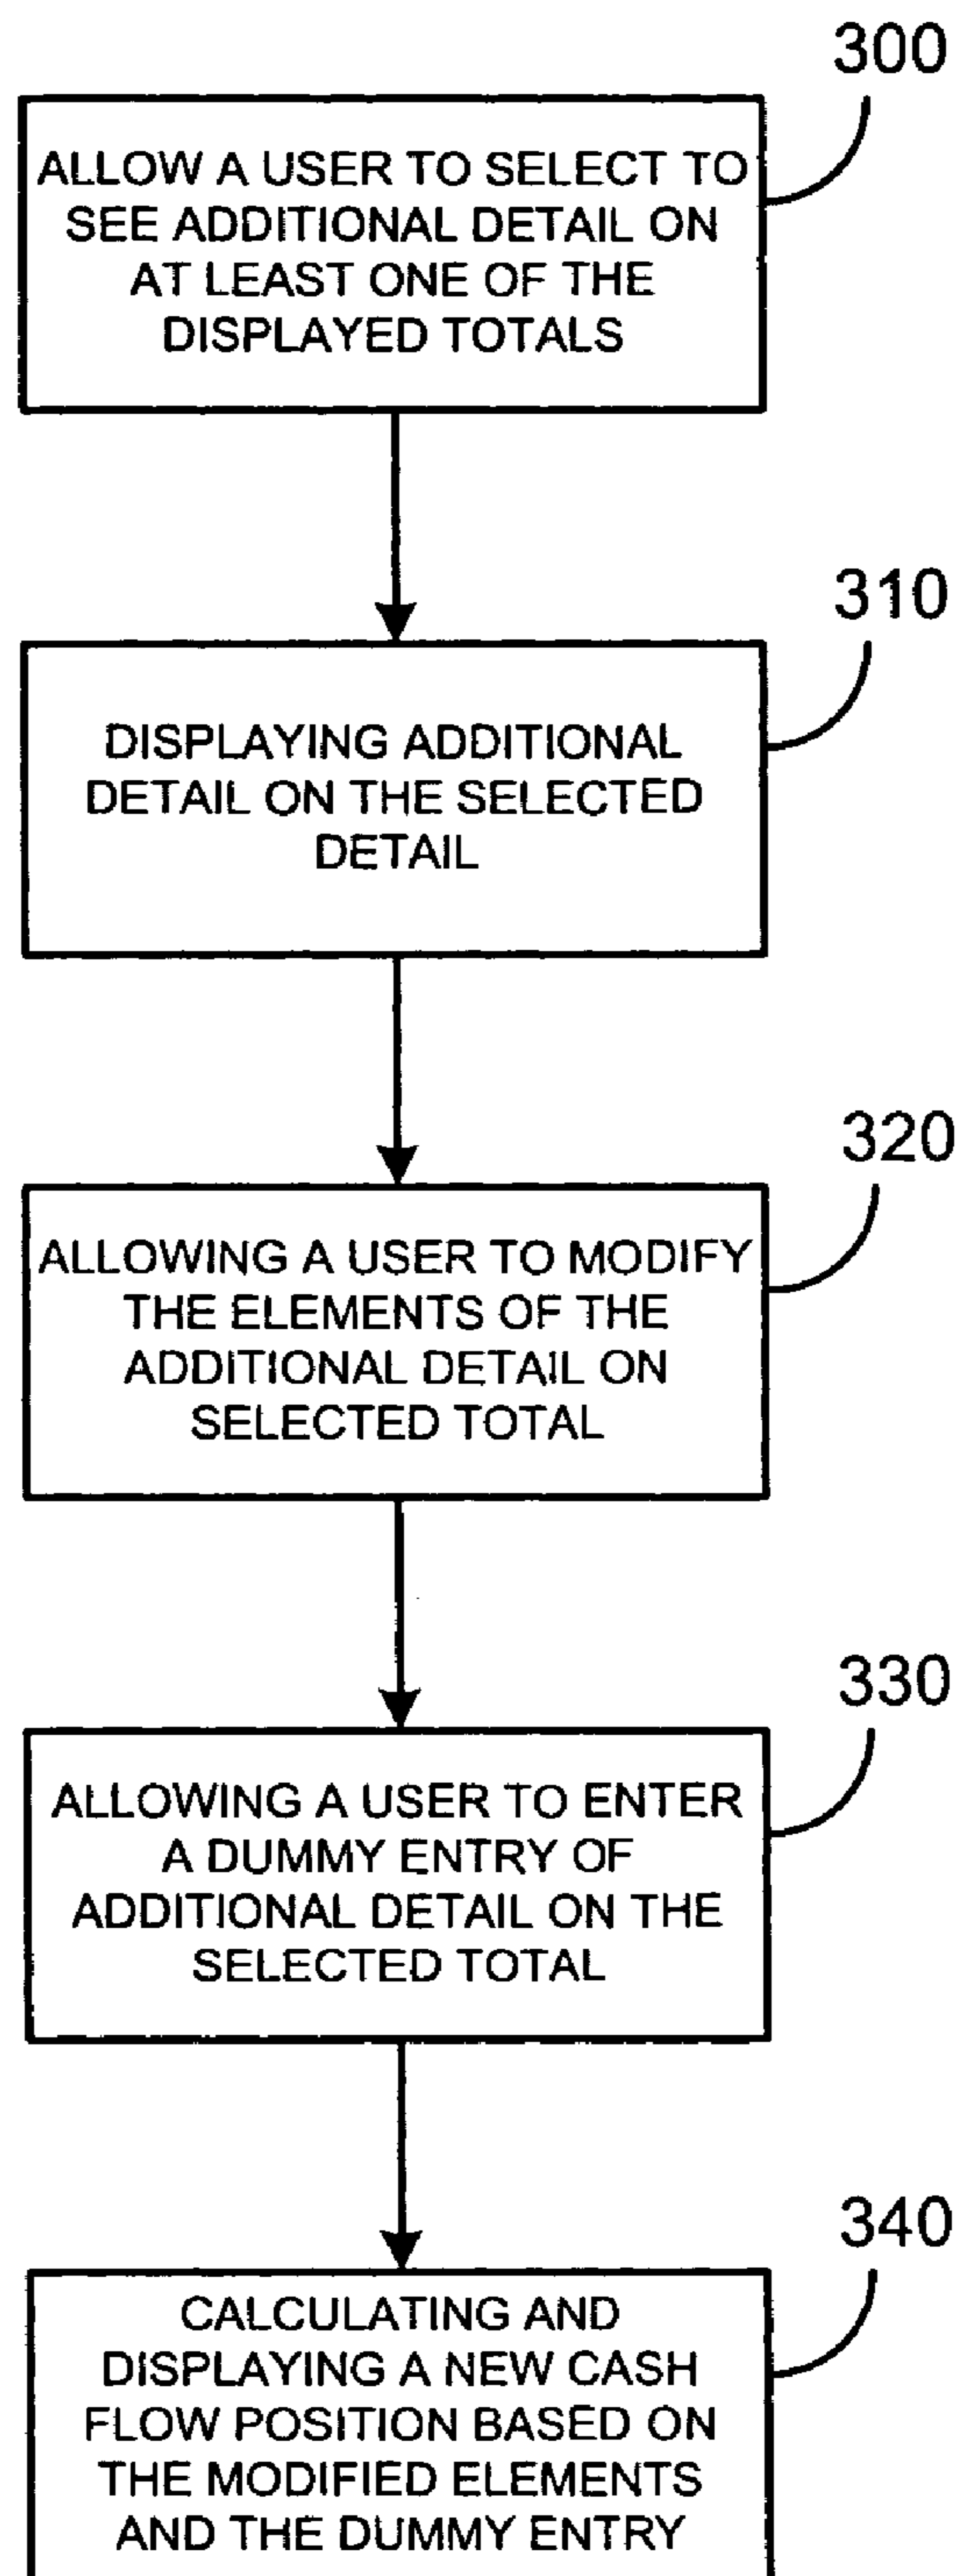 300
ALLOW A USER TO SELECT TO
SEE ADDITIONAL DETAIL ON
AT LEAST ONE OF THE
DISPLAYED TOTALS
310
DISPLAYING ADDITIONAL
DETAIL ON THE SELECTED
DETAIL
320
ALLOWING A USER TO MODIFY
THE ELEMENTS OF THE
ADDITIONAL DETAIL ON
SELECTED TOTAL
330
ALLOWING A USER TO ENTER
A DUMMY ENTRY OF
ADDITIONAL DETAIL ON THE
SELECTED TOTAL
340
CALCULATING AND
DISPLAYING A NEW CASH
FLOW POSITION BASED ON
THE MODIFIED ELEMENTS
AND THE DUMMY ENTRY